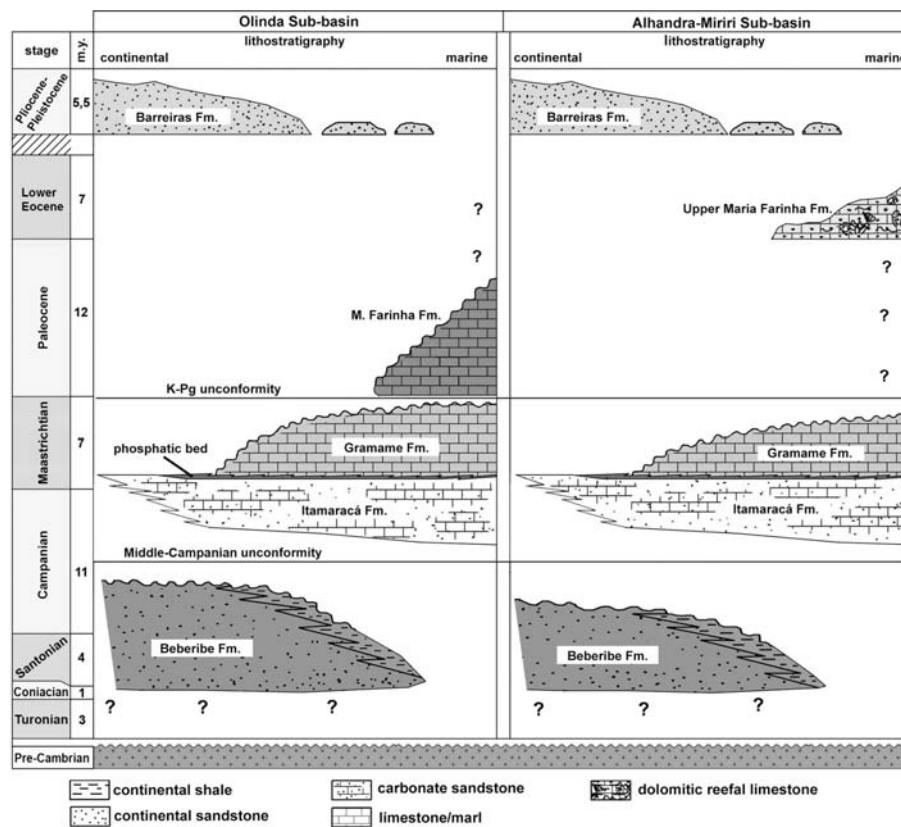 Olinda Sub-basin
Alhandra-Miriri Sub-basin
stage
m.y.
lithostratigraphy
continental
marine
lithostratigraphy
continental
marine
Pliocene-
Pleistocene
5,5
Barreiras Fm.
Barreiras Fm.
Lower
Eocene
7
?
Upper Maria Farinha Fm.
Paleocene
12
?
?
M. Farinha Fm.
?
?
K-Pg unconformity
Maastrichtian
7
phosphatic bed
Gramame Fm.
Gramame Fm.
Itamaracá Fm.
Itamaracá Fm.
Campanian
11
Middle-Campanian unconformity
Santonian
4
Beberibe Fm.
Beberibe Fm.
Coniacian
1
Turonian
3
? ? ?
? ? ?
Pre-Cambrian
continental shale
carbonate sandstone
dolomitic reefal limestone
continental sandstone
limestone/marl